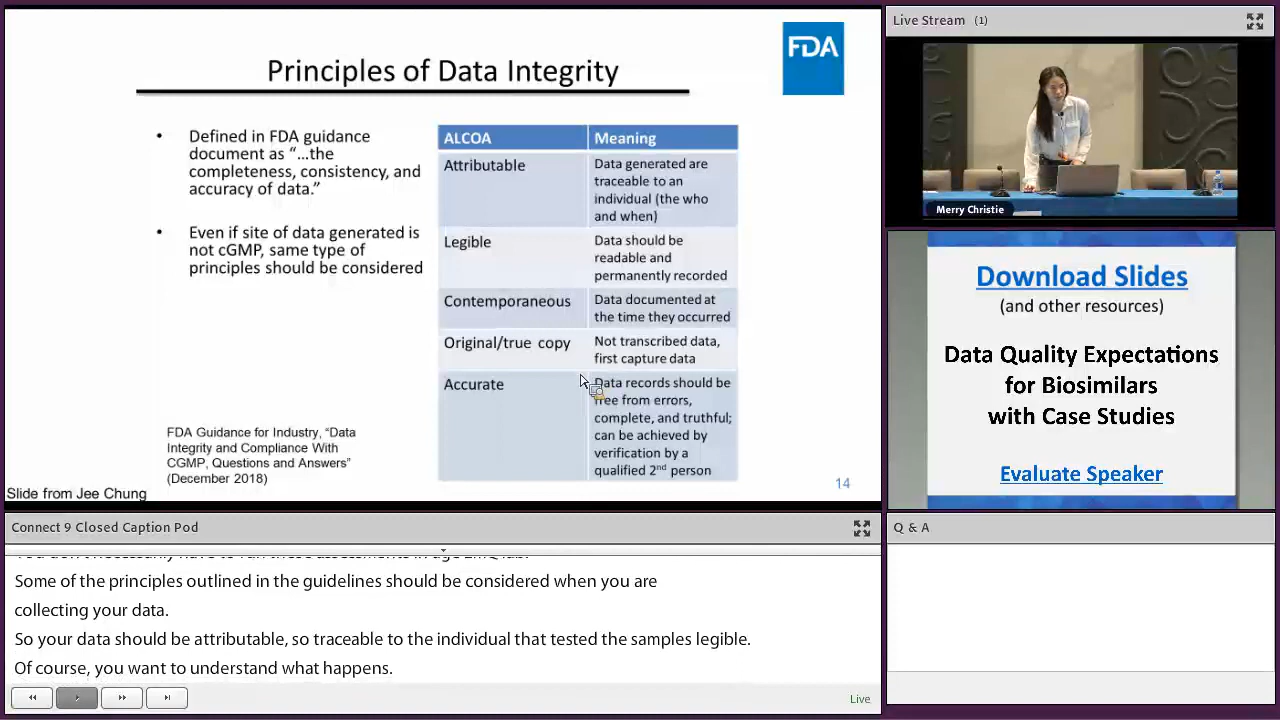 Principles of Data Integrity
FDA
• Defined in FDA guidance
document as “...the
completeness, consistency, and
accuracy of data.”
• Even if site of data generated is
not cGMP, same type of
principles should be considered
ALCOA Meaning
Attributable Data generated are
traceable to an
individual (the who
and when)
Legible Data should be
readable and
permanently recorded
Contemporaneous Data documented at
the time they occurred
Original/true copy Not transcribed data,
first capture data
Accurate Data records should be
free from errors,
complete, and truthful;
can be achieved by
verification by a
qualified 2nd person
FDA Guidance for Industry, “Data
Integrity and Compliance With
CGMP, Questions and Answers”
(December 2018)
14
Slide from Jee Chung
Live Stream (1)
Merry Christie
Download Slides
(and other resources)
Data Quality Expectations
for Biosimilars
with Case Studies
Evaluate Speaker
Connect 9 Closed Caption Pod
Some of the principles outlined in the guidelines should be considered when you are
collecting your data.
So your data should be attributable, so traceable to the individual that tested the samples legible.
Of course, you want to understand what happens.
Live
Q & A